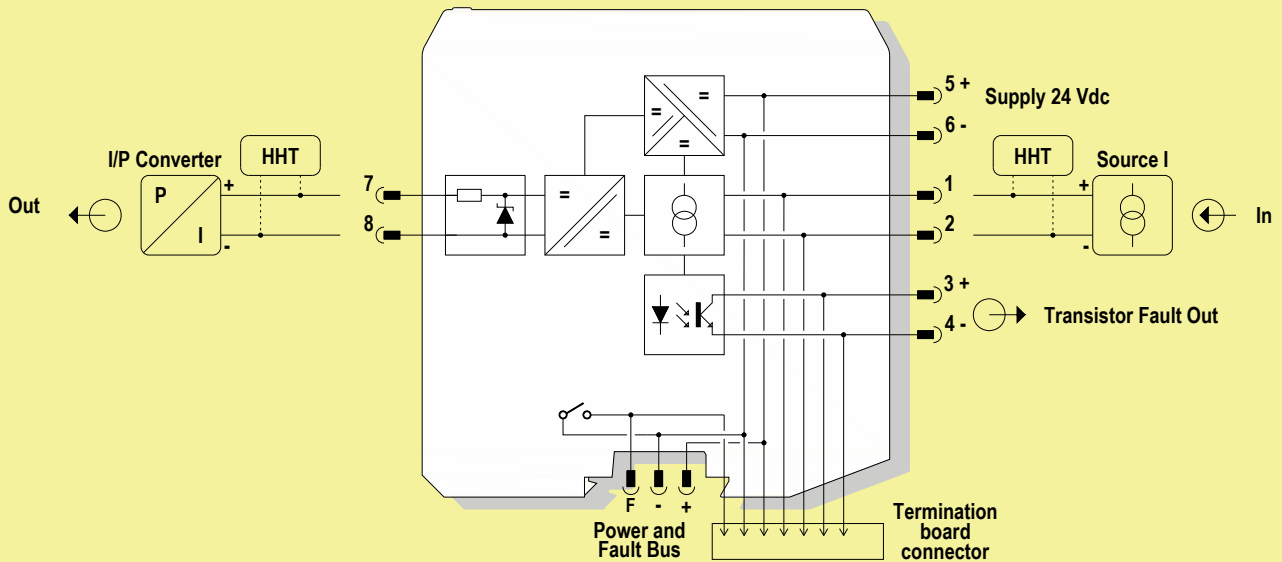 5 +
Supply 24 Vdc
6 -
I/P Converter
HHT
HHT
Source I
P
I
+
-
7
8
Out
1
2
+
-
In
3 +
4 -
Transistor Fault Out
=
=
=
=
=
F - +
Power and
Fault Bus
Termination
board
connector